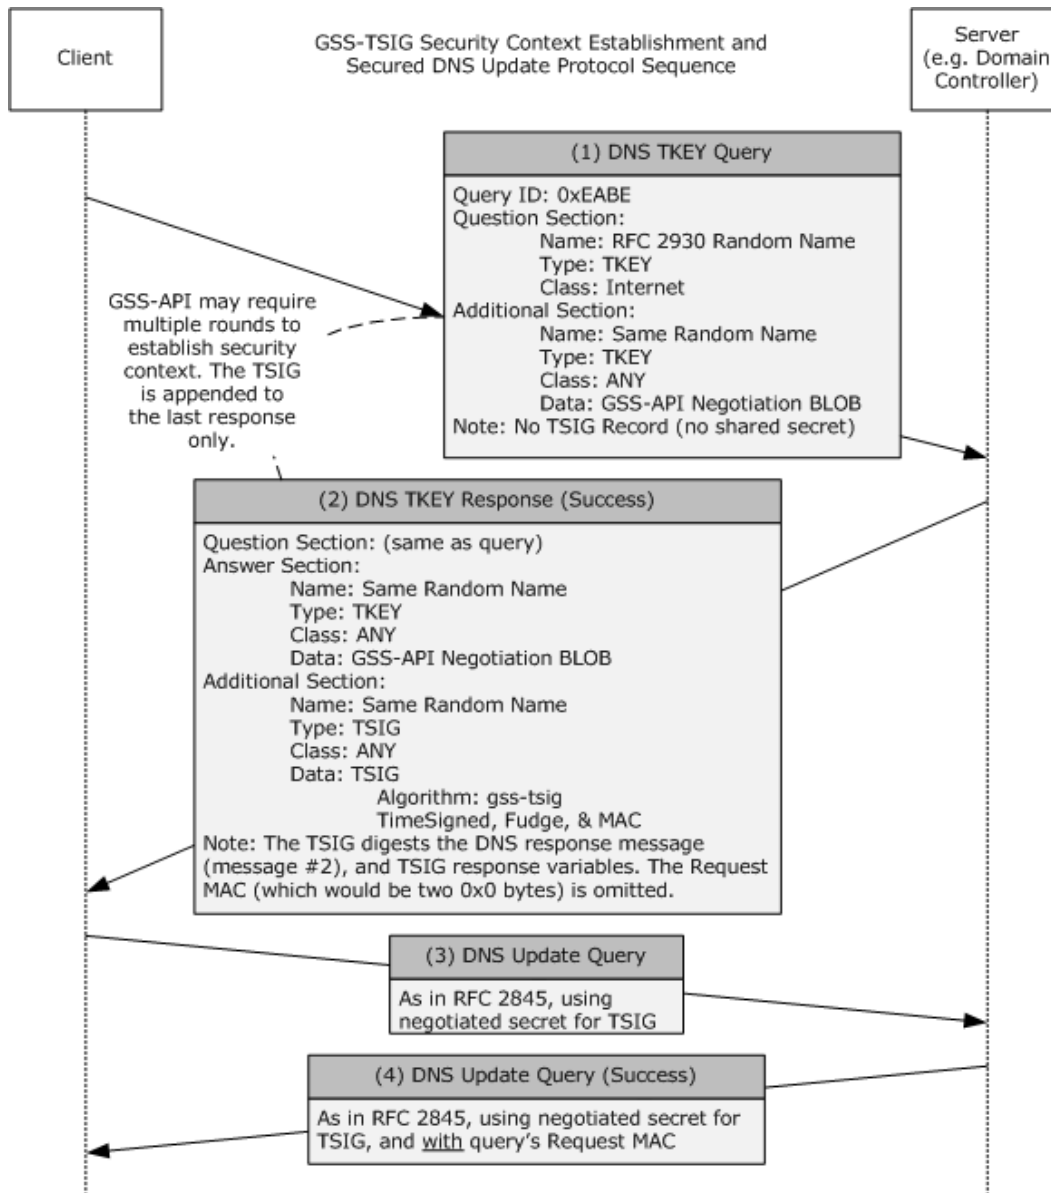 Client
GSS-TSIG Security Context Establishment and
Secured DNS Update Protocol Sequence
Server
(e.g. Domain
Controller)
(1) DNS TKEY Query
Query ID: 0xEABE
Question Section:
Name: RFC 2930 Random Name
Type: TKEY
Class: Internet
Additional Section:
Name: Same Random Name
Type: TKEY
Class: ANY
Data: GSS-API Negotiation BLOB
Note: No TSIG Record (no shared secret)
GSS-API may require
multiple rounds to
establish security
context. The TSIG
is appended to
the last response
only.
(2) DNS TKEY Response (Success)
Question Section: (same as query)
Answer Section:
Name: Same Random Name
Type: TKEY
Class: ANY
Data: GSS-API Negotiation BLOB
Additional Section:
Name: Same Random Name
Type: TSIG
Class: ANY
Data: TSIG
Algorithm: gss-tsig
TimeSigned, Fudge, & MAC
Note: The TSIG digests the DNS response message
(message #2), and TSIG response variables. The Request
MAC (which would be two 0x0 bytes) is omitted.
(3) DNS Update Query
As in RFC 2845, using
negotiated secret for TSIG
(4) DNS Update Query (Success)
As in RFC 2845, using negotiated secret for
TSIG, and with query's Request MAC